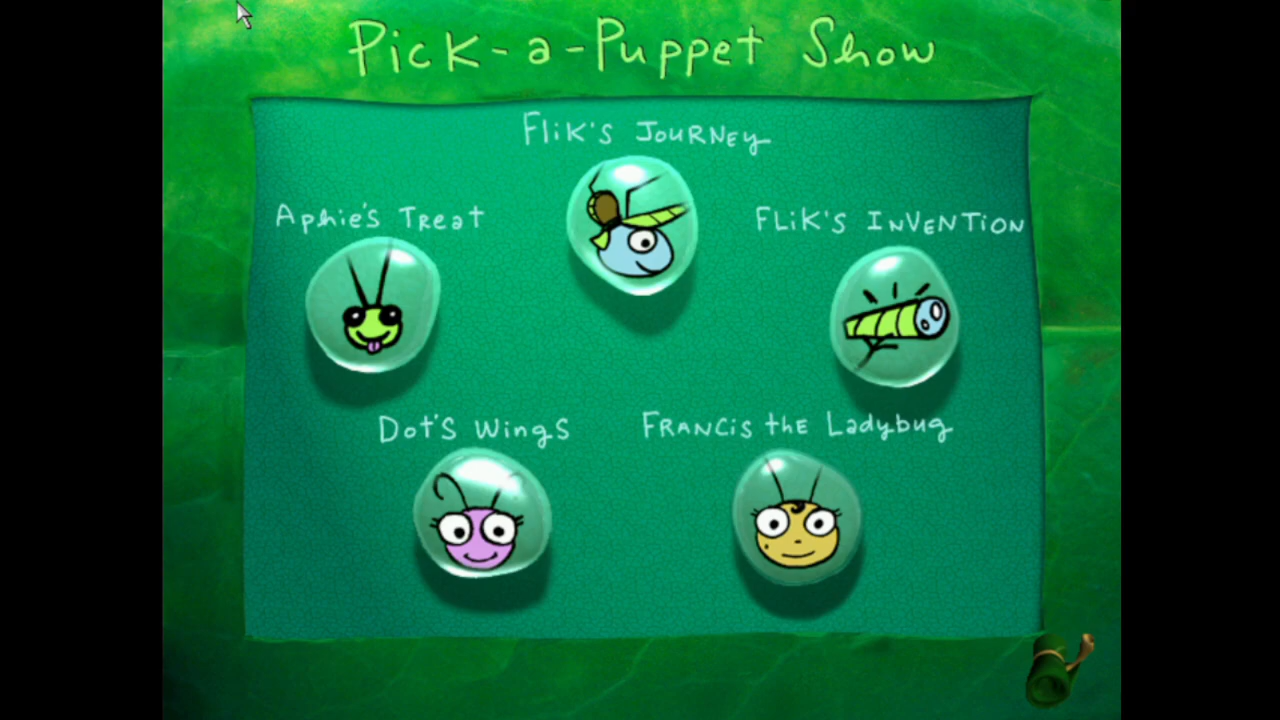 Pick-a-Puppet Show
Flik's Journey
Aphie's Treat
Flik's Invention
Dot's Wings
Francis the Ladybug